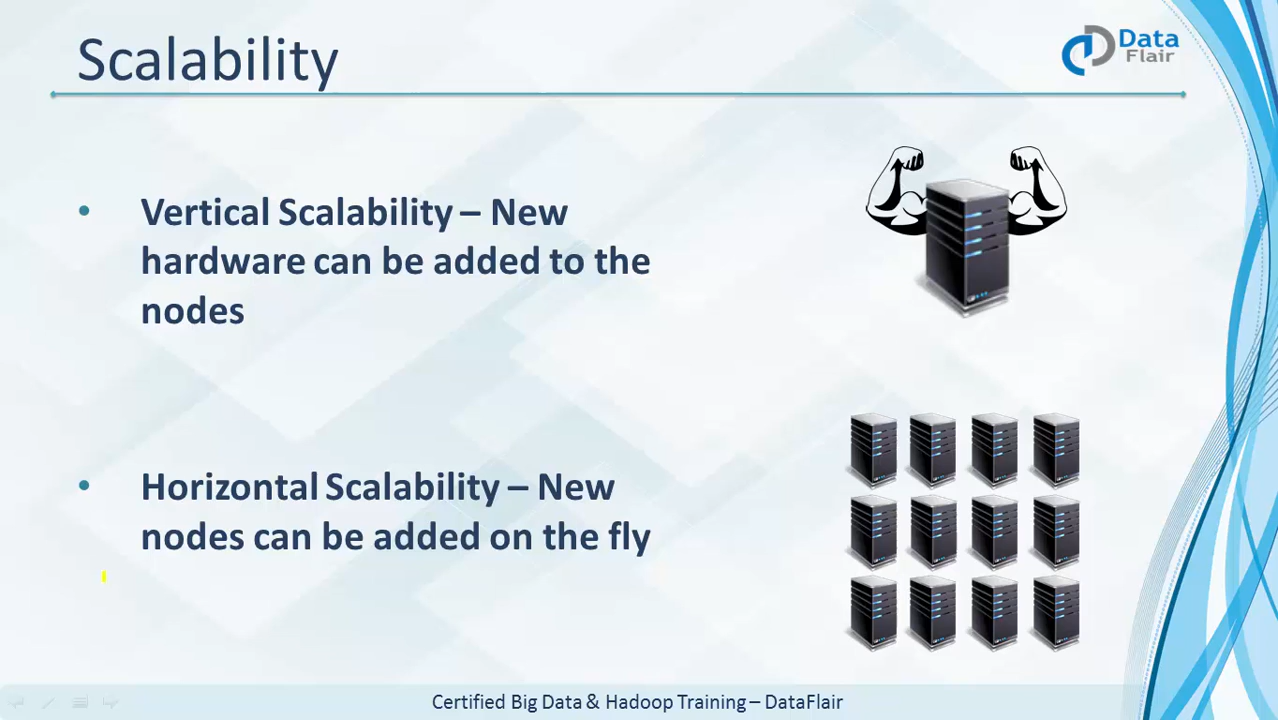 Scalability
Data
Flair
• Vertical Scalability – New
hardware can be added to the
nodes
• Horizontal Scalability – New
nodes can be added on the fly
Certified Big Data & Hadoop Training – DataFlair